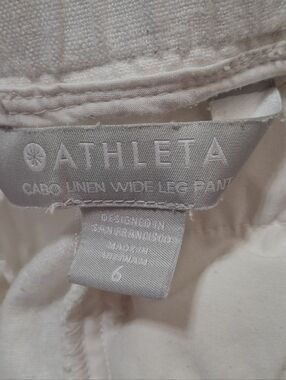 ATHLETA
CABO LINEN WIDE LEG PANT
DESIGNED IN
SAN FRANCISCO
MADE IN
VIETNAM
6